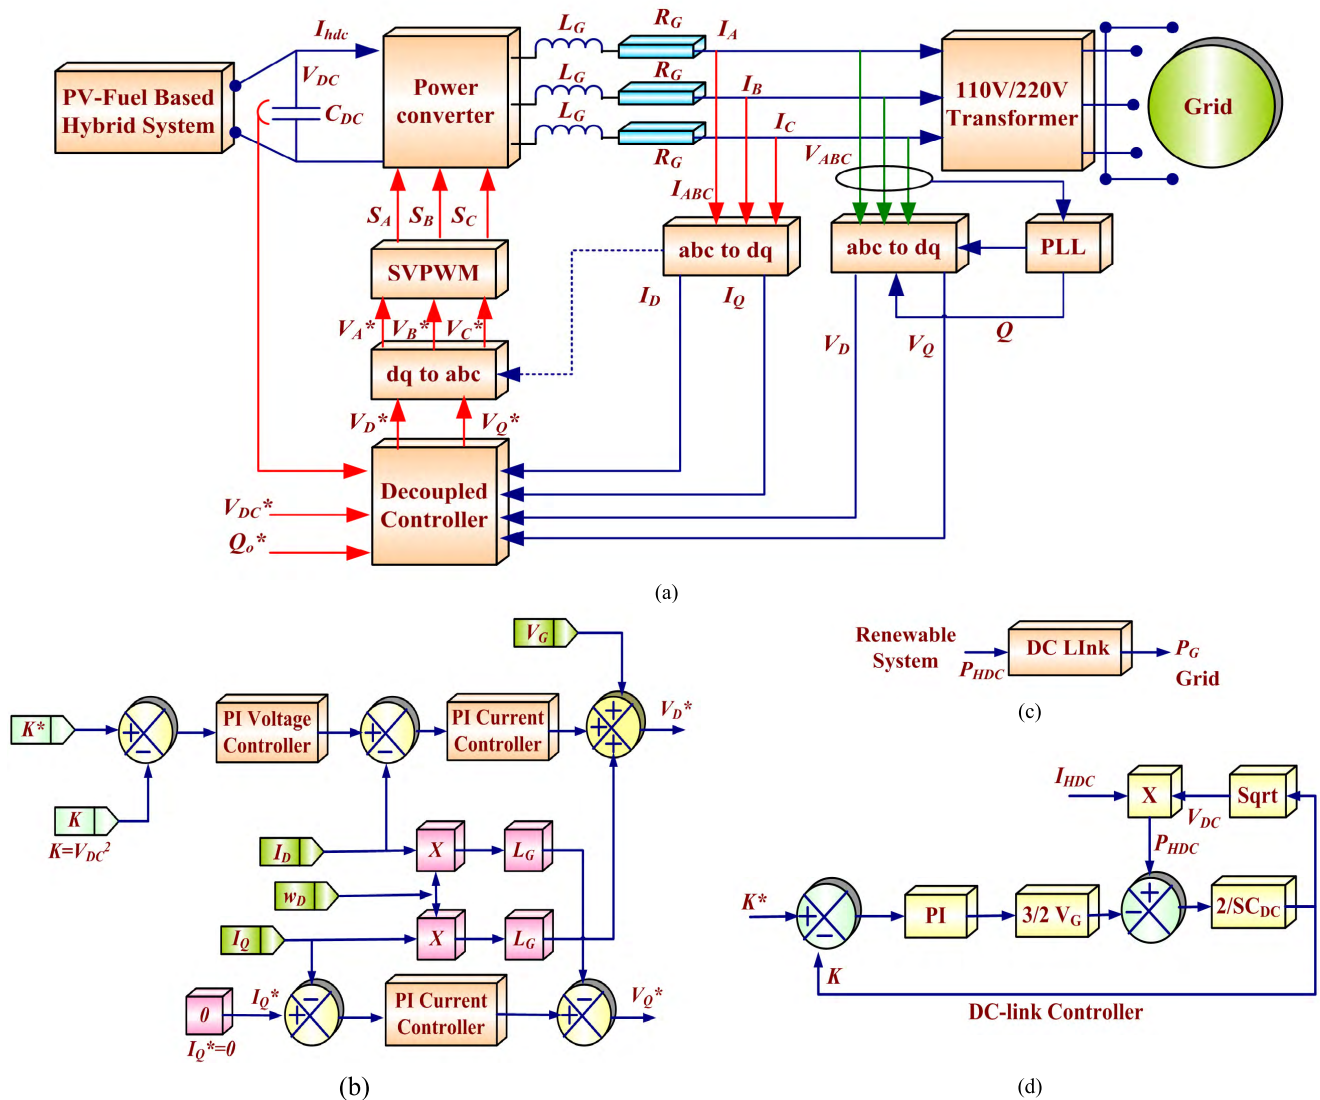 I_hdc
L_G
R_G
I_A
V_DC
PV-Fuel Based
Hybrid System
C_DC
Power
converter
L_G
R_G
I_B
110V/220V
Transformer
Grid
L_G
R_G
I_C
V_ABC
I_ABC
S_A S_B S_C
SVPWM
abc to dq
abc to dq
PLL
I_D I_Q
V_A* V_B* V_C*
V_D V_Q
Q
dq to abc
V_D* V_Q*
Decoupled
Controller
V_DC*
Q_o*
(a)
V_G
K*
PI Voltage
Controller
PI Current
Controller
V_D*
K
K=V_DC²
I_D
X
L_G
w_D
I_Q
X
L_G
0
I_Q*
I_Q*=0
PI Current
Controller
V_Q*
(b)
Renewable
System
P_HDC
DC LInk
P_G
Grid
(c)
I_HDC
X
V_DC
Sqrt
P_HDC
K*
PI
3/2 V_G
2/SC_DC
K
DC-link Controller
(d)